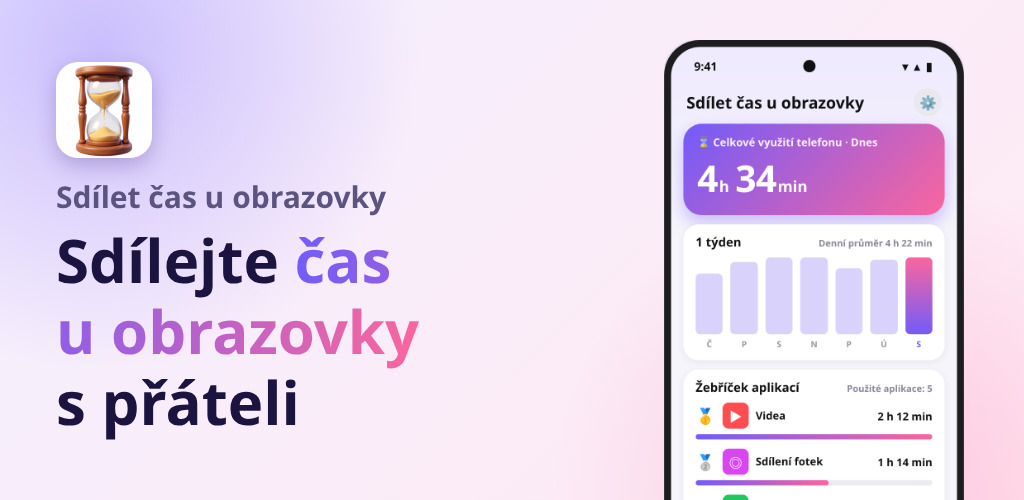 Sdílet čas u obrazovky
Sdílejte čas
u obrazovky
s přáteli
9:41
Sdílet čas u obrazovky
Celkové využití telefonu · Dnes
4h 34min
1 týden
Denní průměr 4 h 22 min
Č P S N P Ú S
Žebříček aplikací
Použité aplikace: 5
Videa
2 h 12 min
Sdílení fotek
1 h 14 min